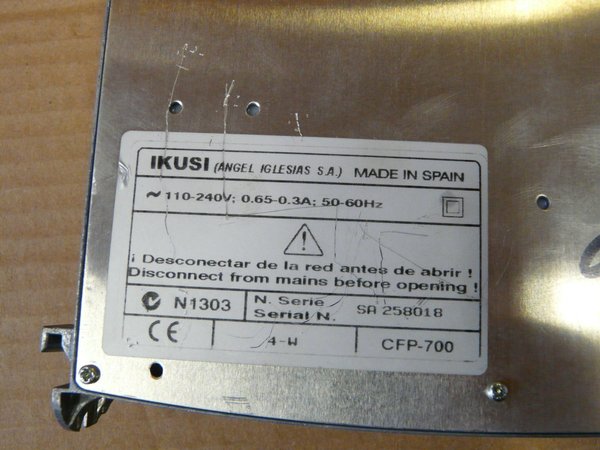 IKUSI (ANGEL IGLESIAS S.A.) MADE IN SPAIN
~ 110-240V; 0.65-0.3A; 50-60Hz
¡ Desconectar de la red antes de abrir !
Disconnect from mains before opening !
N1303 N. Serie
Serial N. SA 258018
CE 4-W CFP-700